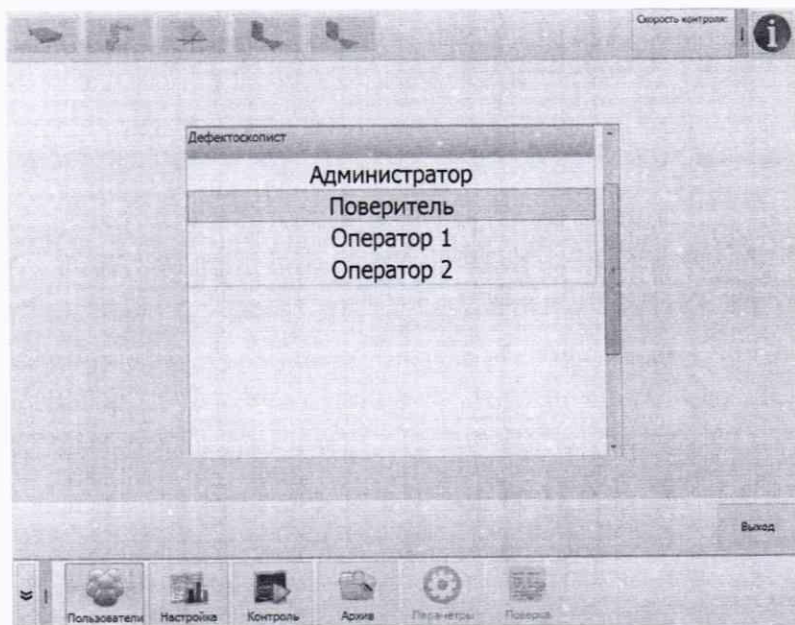 Скорость контроля:
Дефектоскопист
Администратор
Поверитель
Оператор 1
Оператор 2
Выход
Пользователи
Настройка
Контроль
Архив
Параметры
Поверка